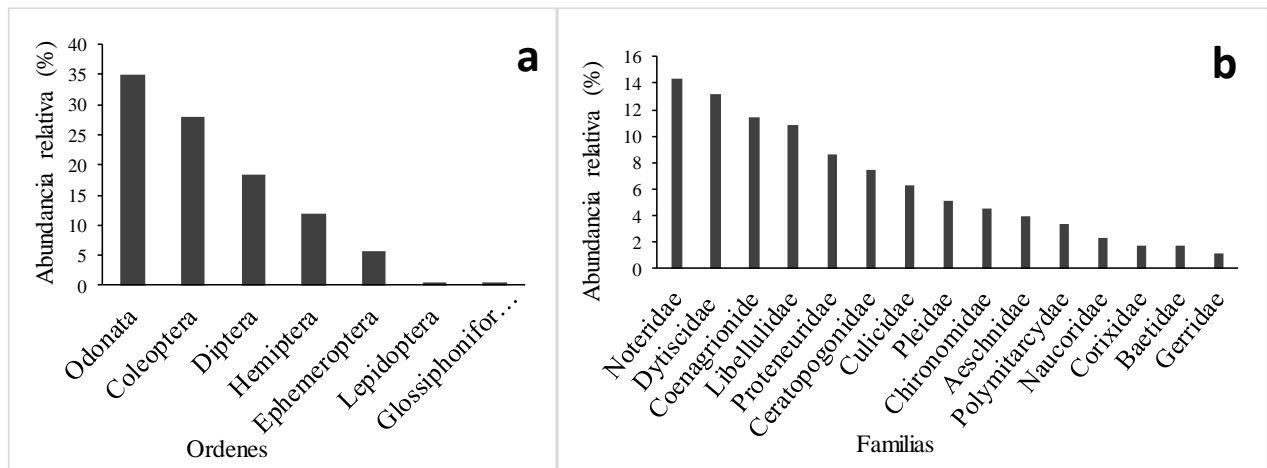 a
Abundancia relativa (%)
40
35
30
25
20
15
10
5
0
Odonata
Coleoptera
Diptera
Hemiptera
Ephemeroptera
Lepidoptera
Glossiphonifor…
Ordenes
b
Abundancia relativa (%)
16
14
12
10
8
6
4
2
0
Noteridae
Dytiscidae
Coenagrionide
Libellulidae
Proteneuridae
Ceratopogonidae
Culicidae
Pleidae
Chironomidae
Aeschnidae
Polymitarcydae
Naucoridae
Corixidae
Baetidae
Gerridae
Familias